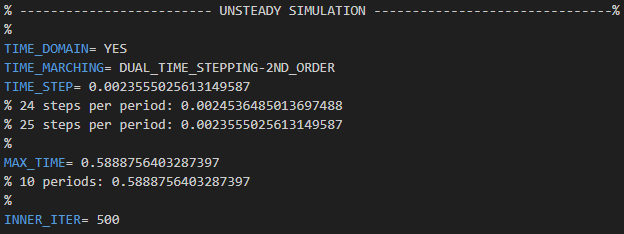 % ------------------------- UNSTEADY SIMULATION -------------------------------%
%
TIME_DOMAIN= YES
TIME_MARCHING= DUAL_TIME_STEPPING-2ND_ORDER
TIME_STEP= 0.0023555025613149587
% 24 steps per period: 0.0024536485013697488
% 25 steps per period: 0.0023555025613149587
%
MAX_TIME= 0.5888756403287397
% 10 periods: 0.5888756403287397
%
INNER_ITER= 500